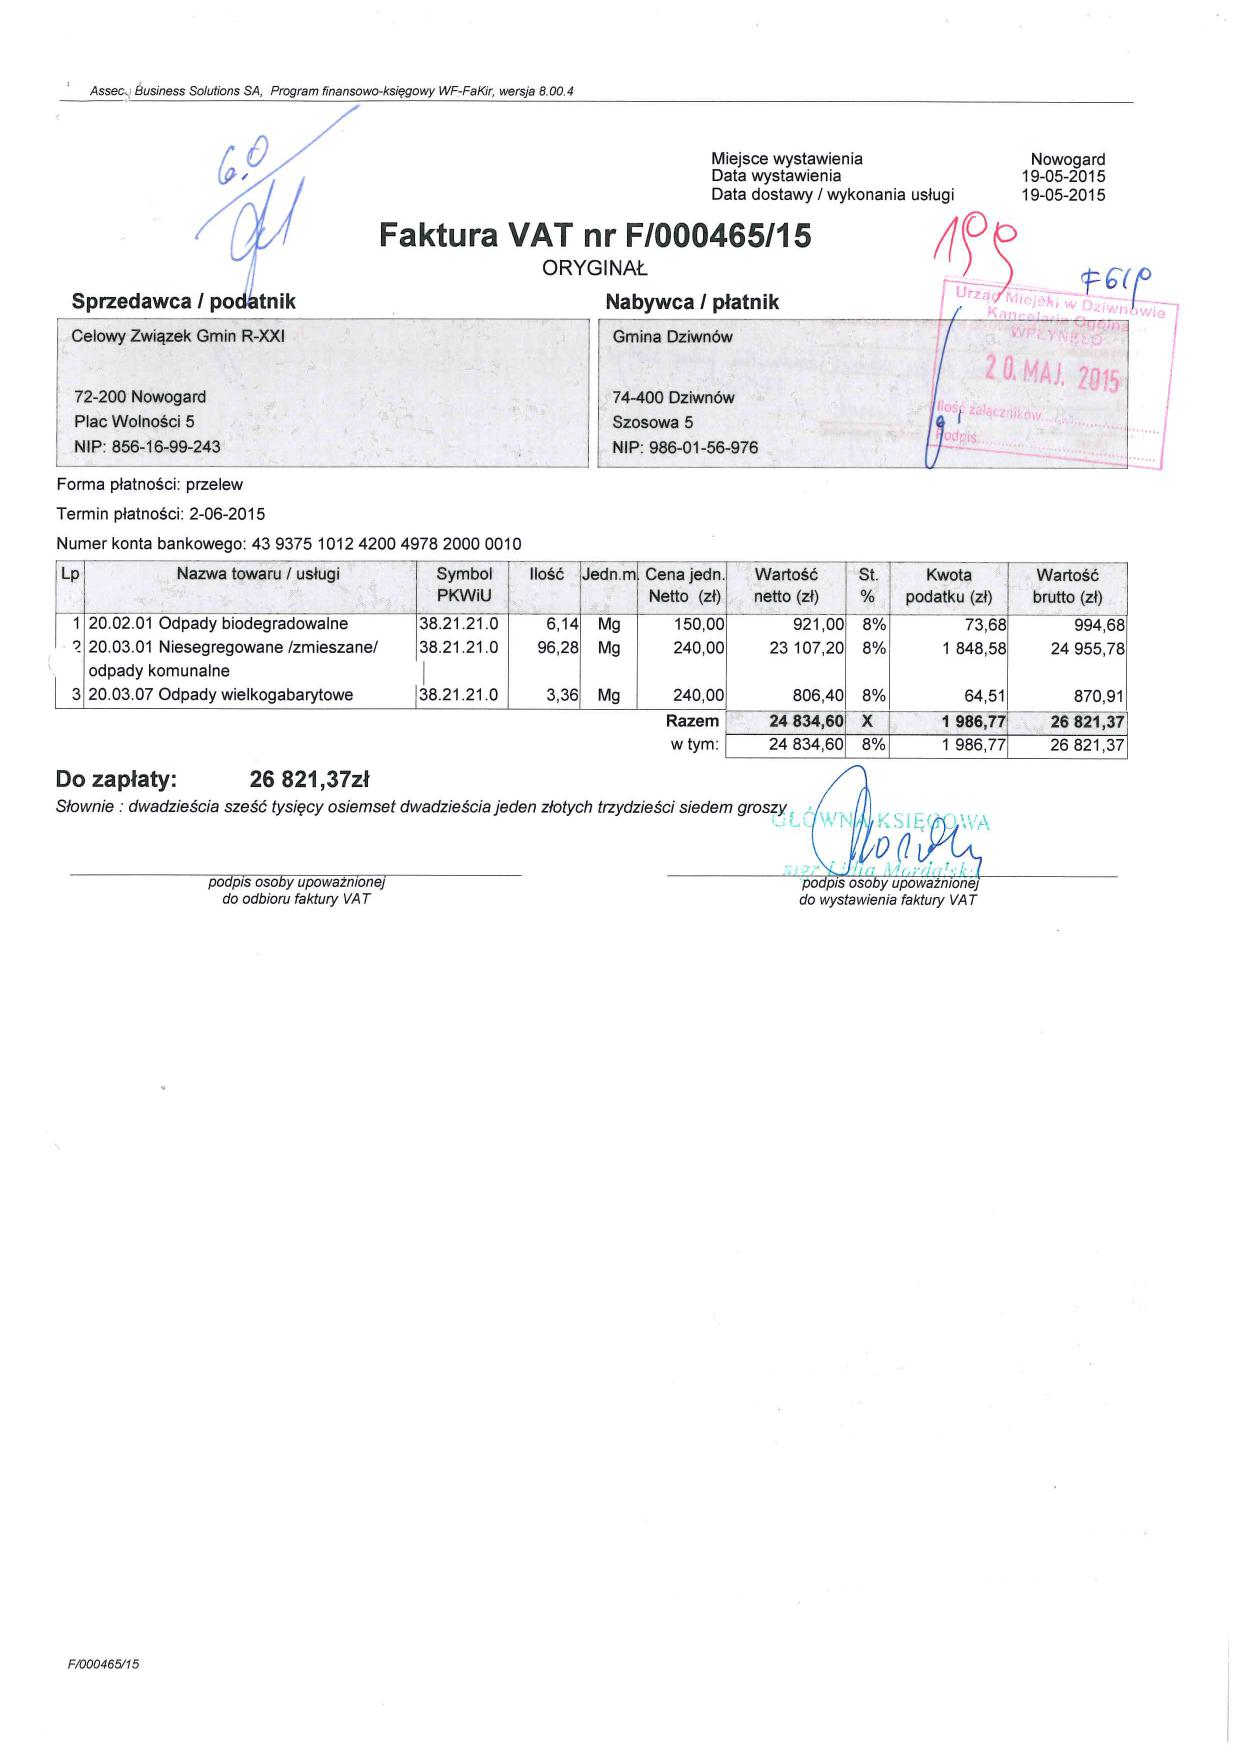 Asseco Business Solutions SA, Program finansowo-księgowy WF-FaKir, wersja 8.00.4
6.0
Miejsce wystawienia Nowogard
Data wystawienia 19-05-2015
Data dostawy / wykonania usługi 19-05-2015
Faktura VAT nr F/000465/15
ORYGINAŁ
199
Sprzedawca / podatnik
Celowy Związek Gmin R-XXI
72-200 Nowogard
Plac Wolności 5
NIP: 856-16-99-243
Nabywca / płatnik
Gmina Dziwnów
74-400 Dziwnów
Szosowa 5
NIP: 986-01-56-976
Urząd Miejski w Dziwnowie
Kancelaria Ogólna
WPŁYNĘŁO
20. MAJ. 2015
Ilość załączników
Podpis
Forma płatności: przelew
Termin płatności: 2-06-2015
Numer konta bankowego: 43 9375 1012 4200 4978 2000 0010
Lp Nazwa towaru / usługi Symbol PKWiU Ilość Jedn.m Cena jedn. Netto (zł) Wartość netto (zł) St. % Kwota podatku (zł) Wartość brutto (zł)
1 20.02.01 Odpady biodegradowalne 38.21.21.0 6,14 Mg 150,00 921,00 8% 73,68 994,68
2 20.03.01 Niesegregowane /zmieszane/ 38.21.21.0 96,28 Mg 240,00 23 107,20 8% 1 848,58 24 955,78
odpady komunalne
3 20.03.07 Odpady wielkogabarytowe 38.21.21.0 3,36 Mg 240,00 806,40 8% 64,51 870,91
Razem 24 834,60 X 1 986,77 26 821,37
w tym: 24 834,60 8% 1 986,77 26 821,37
Do zapłaty: 26 821,37zł
Słownie : dwadzieścia sześć tysięcy osiemset dwadzieścia jeden złotych trzydzieści siedem groszy
GŁÓWNA KSIĘGOWA
mgr Lidia
podpis osoby upoważnionej
do odbioru faktury VAT
podpis osoby upoważnionej
do wystawienia faktury VAT
F/000465/15